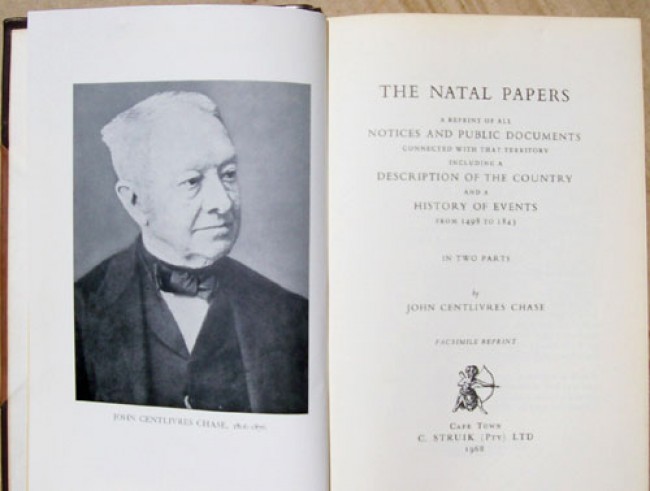 JOHN CENTLIVRES CHASE,
THE NATAL PAPERS
A REPRINT OF ALL
NOTICES AND PUBLIC DOCUMENTS
CONNECTED WITH THAT TERRITORY
INCLUDING A
DESCRIPTION OF THE COUNTRY
AND A
HISTORY OF EVENTS
FROM 1498 TO 1843
IN TWO PARTS
by
JOHN CENTLIVRES CHASE
FACSIMILE REPRINT
CAPE TOWN
C. STRUIK (PTY) LTD
1968